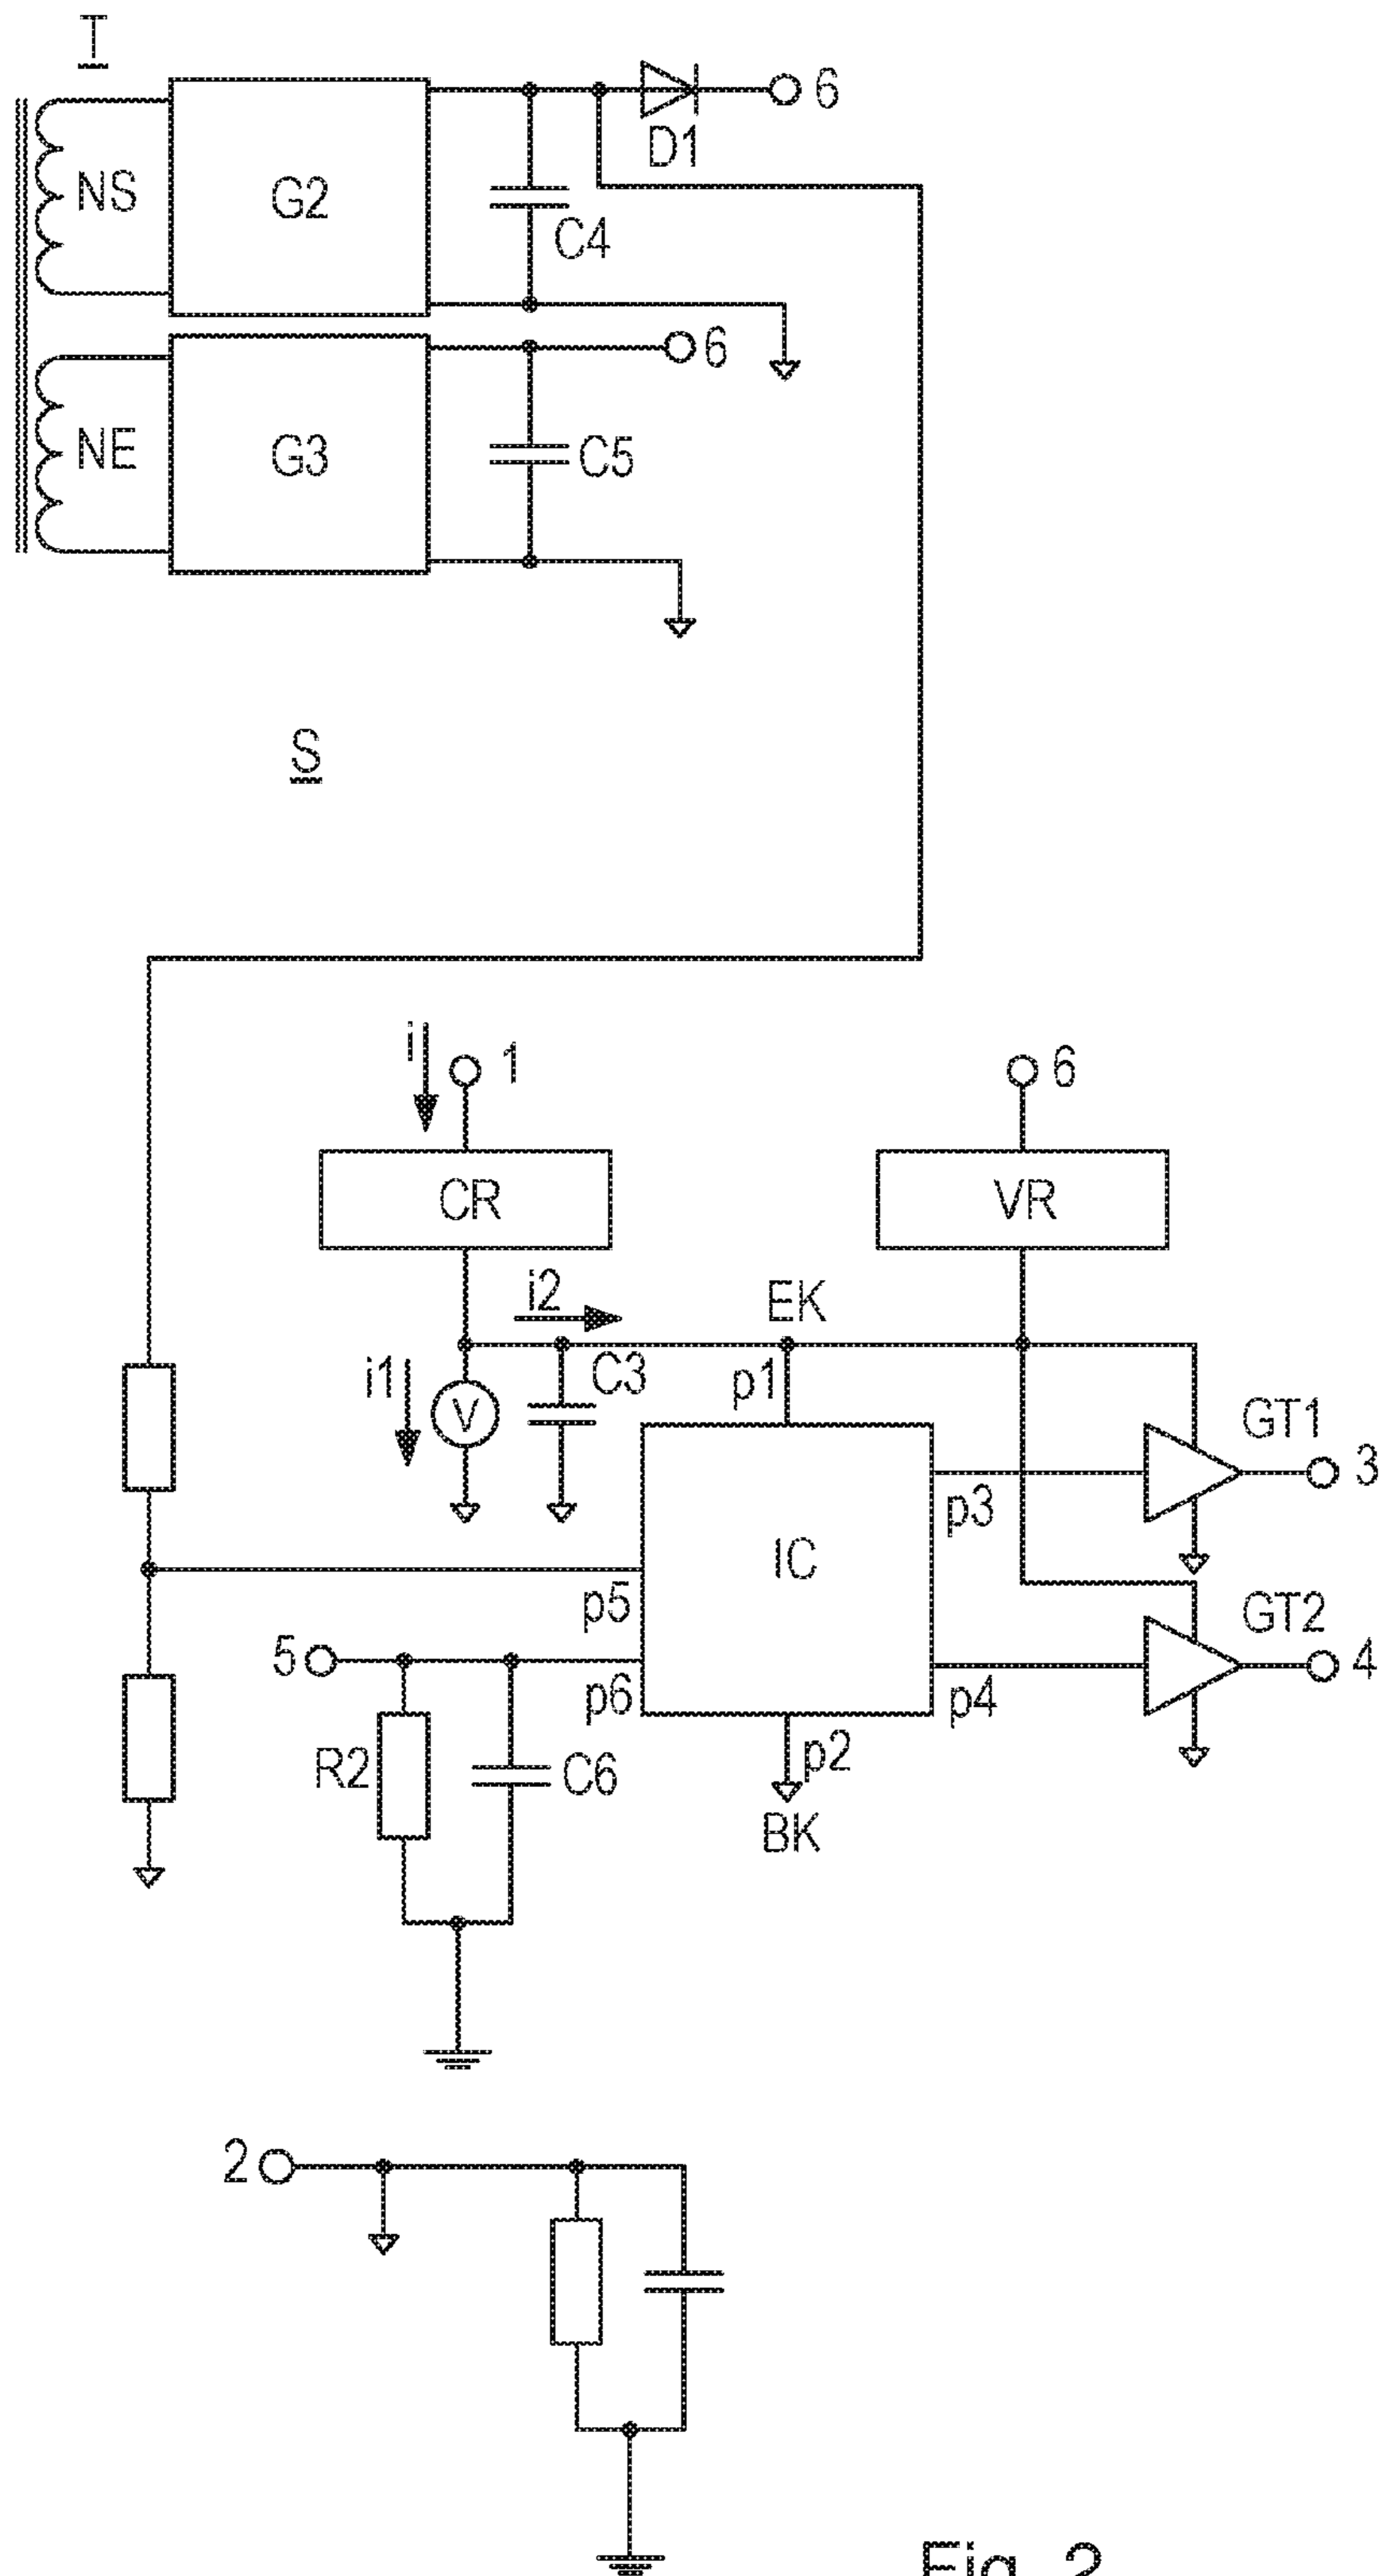 T
NS
G2
C4
D1
6
NE
G3
C5
6
S
i
1
6
CR
VR
i2
EK
i1
V
C3
p1
GT1
3
p3
IC
p5
GT2
5
p6
p4
4
R2
C6
p2
BK
2
Fig. 2